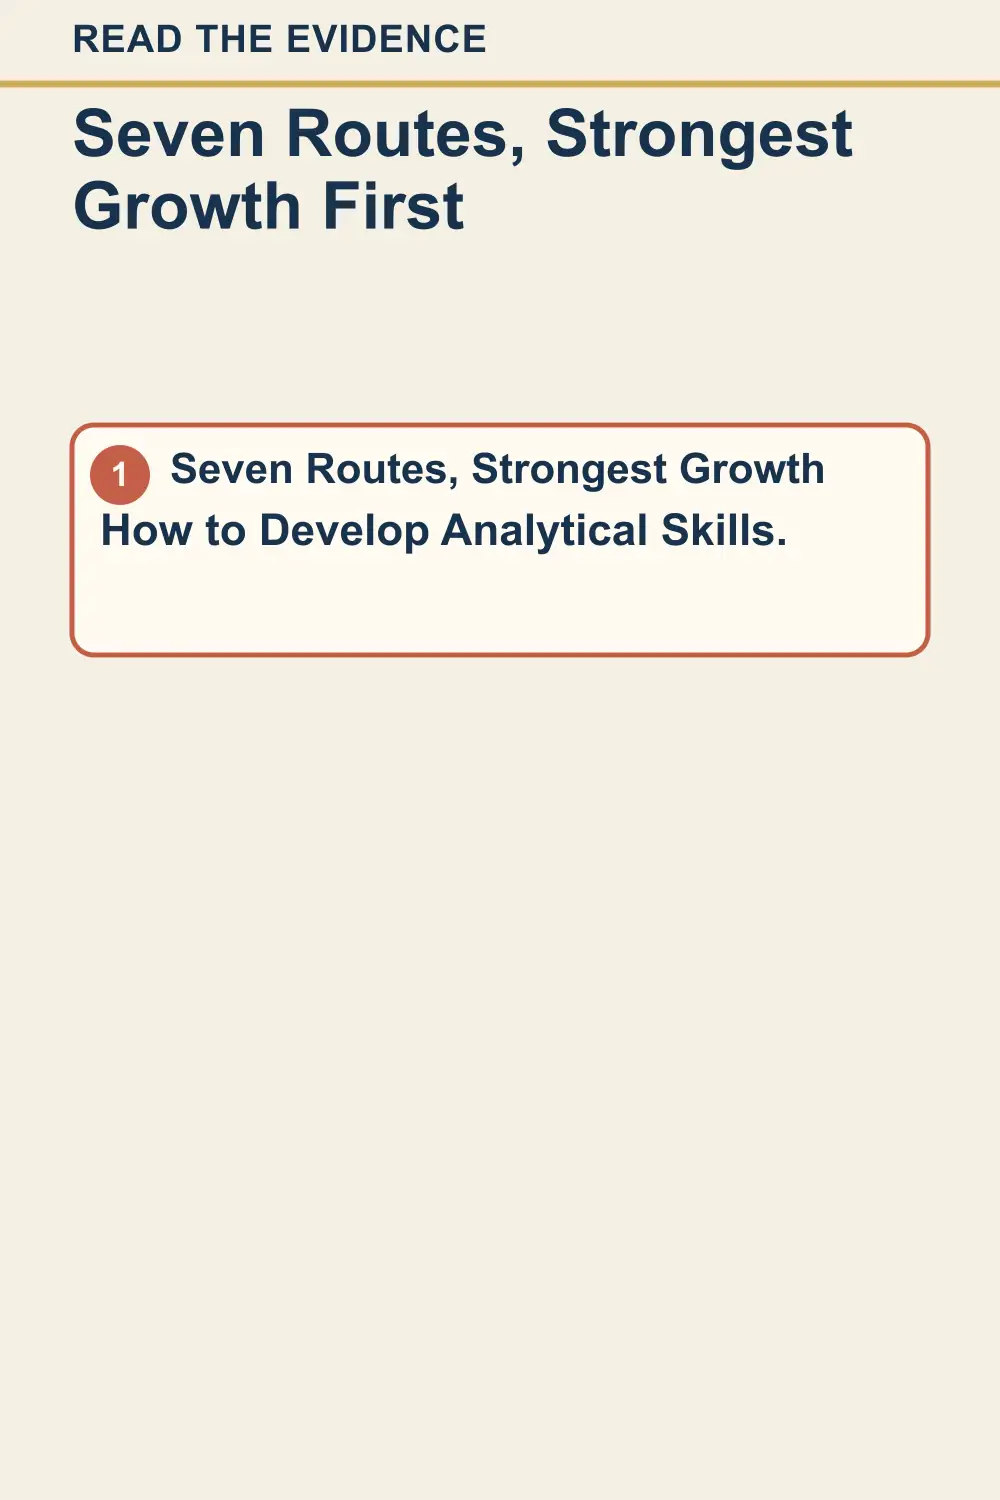 READ THE EVIDENCE
Seven Routes, Strongest
Growth First
1 Seven Routes, Strongest Growth
How to Develop Analytical Skills.